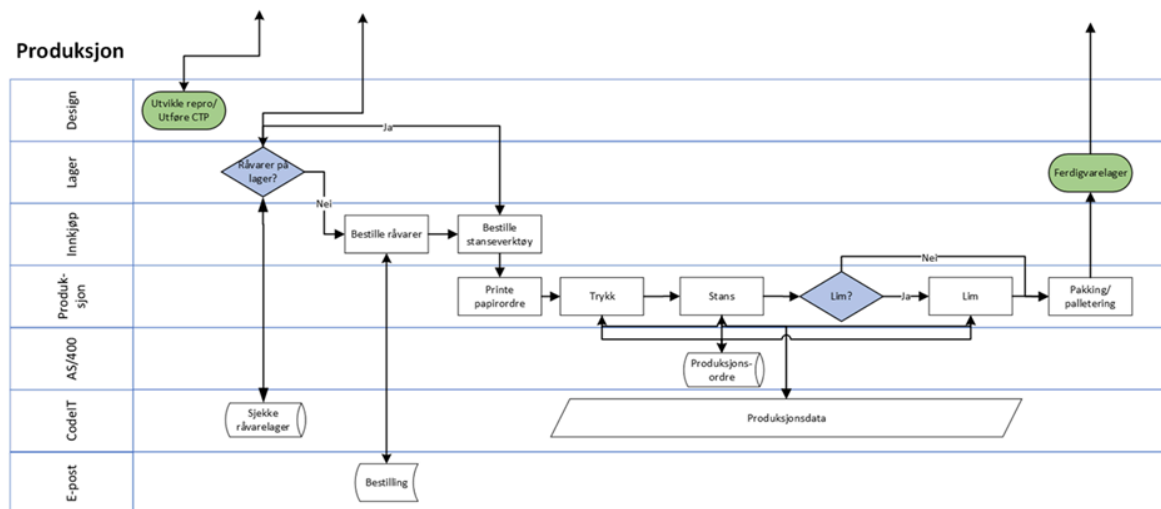 Produksjon
Design
Utvikle repro/
Utføre CTP
Ja
Lager
Råvarer på
lager?
Nei
Ferdigvarelager
Innkjøp
Bestille råvarer
Bestille
stanseverktøy
Produk-
sjon
Printe
papirordre
Trykk
Stans
Lim?
Nei
Ja
Lim
Pakking/
palletering
AS/400
Produksjons-
ordre
CodeIT
Sjekke
råvarelager
Produksjonsdata
E-post
Bestilling